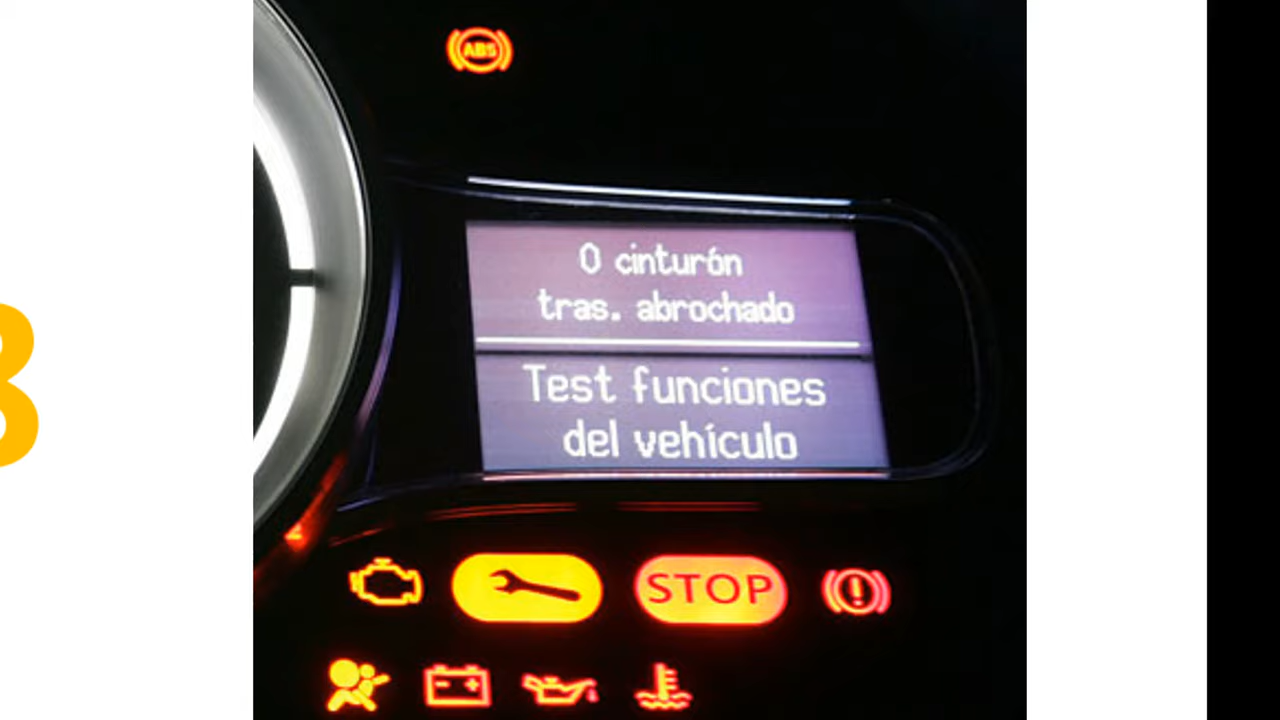 ABS
0 cinturón
tras. abrochado
Test funciones
del vehículo
STOP